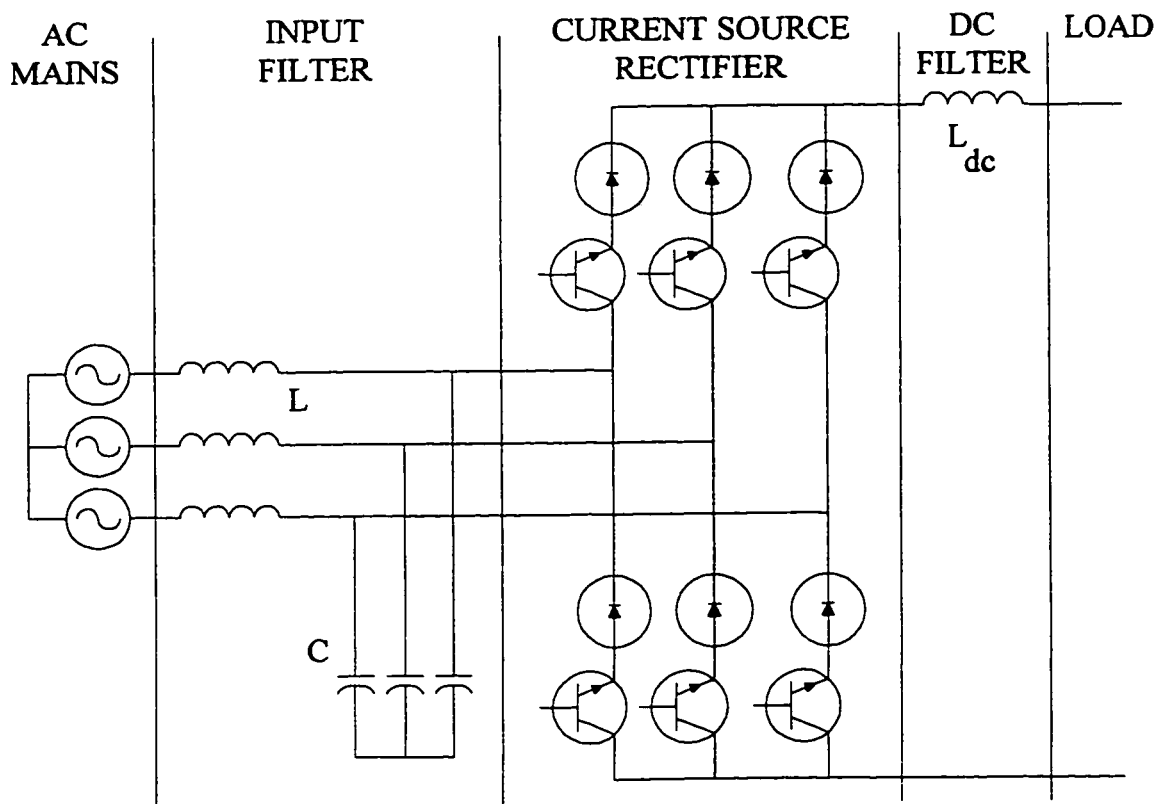 AC
MAINS
INPUT
FILTER
CURRENT SOURCE
RECTIFIER
DC
FILTER
LOAD
L
dc
L
C